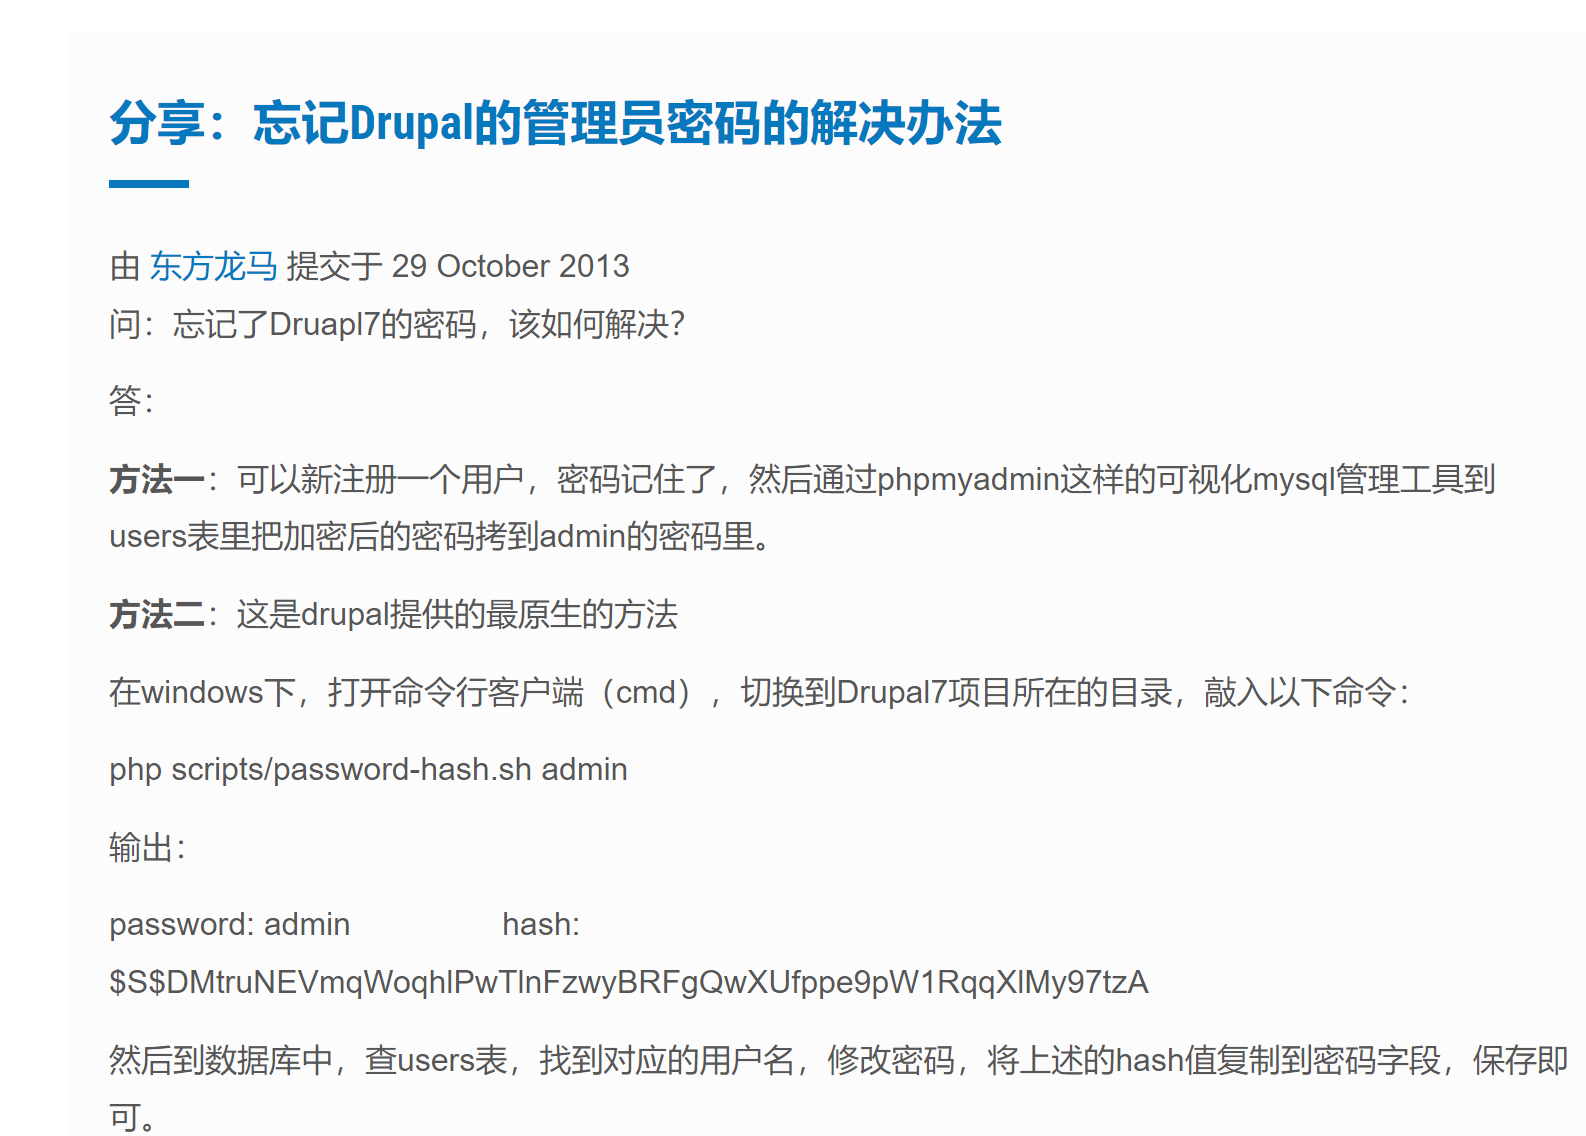 分享：忘记Drupal的管理员密码的解决办法
由 东方龙马 提交于 29 October 2013
问：忘记了Druapl7的密码，该如何解决？
答：
方法一：可以新注册一个用户，密码记住了，然后通过phpmyadmin这样的可视化mysql管理工具到
users表里把加密后的密码拷到admin的密码里。
方法二：这是drupal提供的最原生的方法
在windows下，打开命令行客户端（cmd），切换到Drupal7项目所在的目录，敲入以下命令：
php scripts/password-hash.sh admin
输出：
password: admin hash:
$S$DMtruNEVmqWoqhlPwTlnFzwyBRFgQwXUfppe9pW1RqqXlMy97tzA
然后到数据库中，查users表，找到对应的用户名，修改密码，将上述的hash值复制到密码字段，保存即
可。